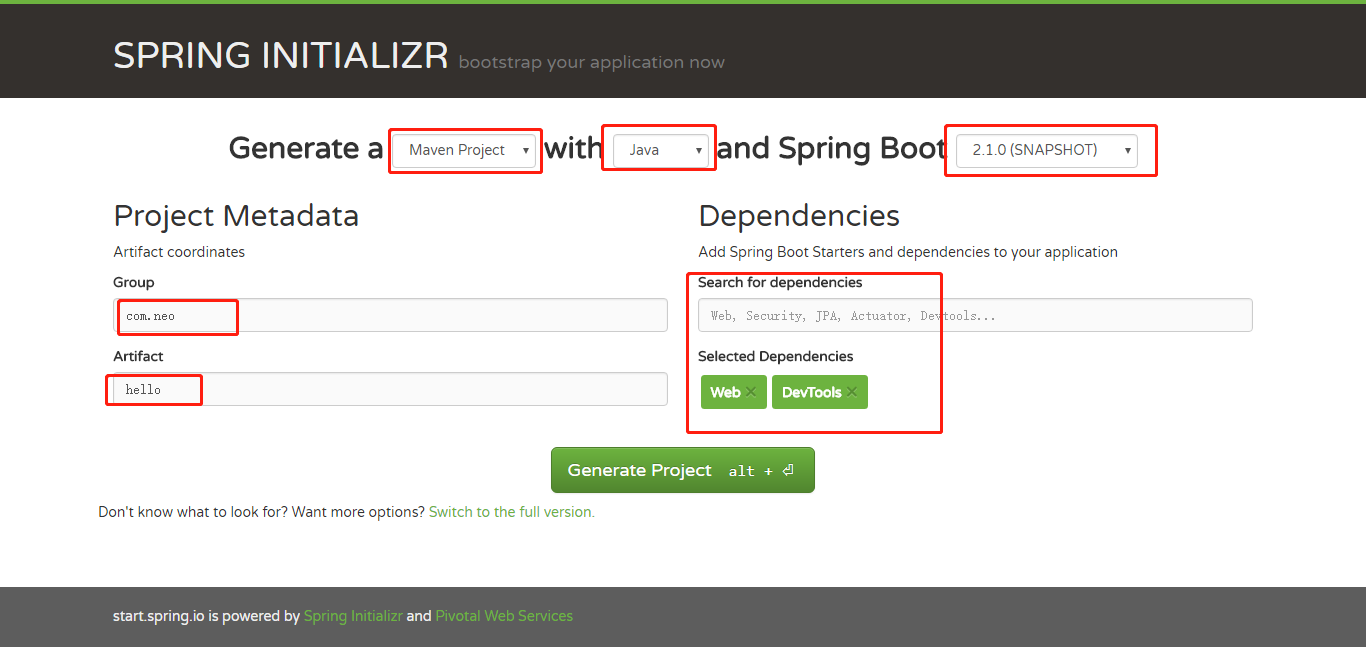 SPRING INITIALIZR bootstrap your application now
Generate a Maven Project with Java and Spring Boot 2.1.0 (SNAPSHOT)
Project Metadata
Artifact coordinates
Group
com.neo
Artifact
hello
Dependencies
Add Spring Boot Starters and dependencies to your application
Search for dependencies
Web, Security, JPA, Actuator, Devtools...
Selected Dependencies
Web × DevTools ×
Generate Project alt + ⏎
Don't know what to look for? Want more options? Switch to the full version.
start.spring.io is powered by Spring Initializr and Pivotal Web Services